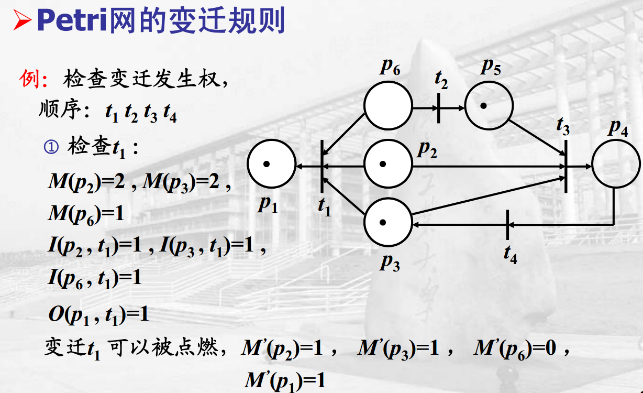 ➢Petri网的变迁规则
例：检查变迁发生权，
顺序：t₁ t₂ t₃ t₄
① 检查t₁：
M(p₂)=2 , M(p₃)=2 ,
M(p₆)=1
I(p₂ , t₁)=1 , I(p₃ , t₁)=1 ,
I(p₆ , t₁)=1
O(p₁ , t₁)=1
变迁t₁ 可以被点燃，M’(p₂)=1 ， M’(p₃)=1 ， M’(p₆)=0 ，
M’(p₁)=1
p₆
t₂
p₅
t₃
p₄
p₂
p₁
t₁
p₃
t₄